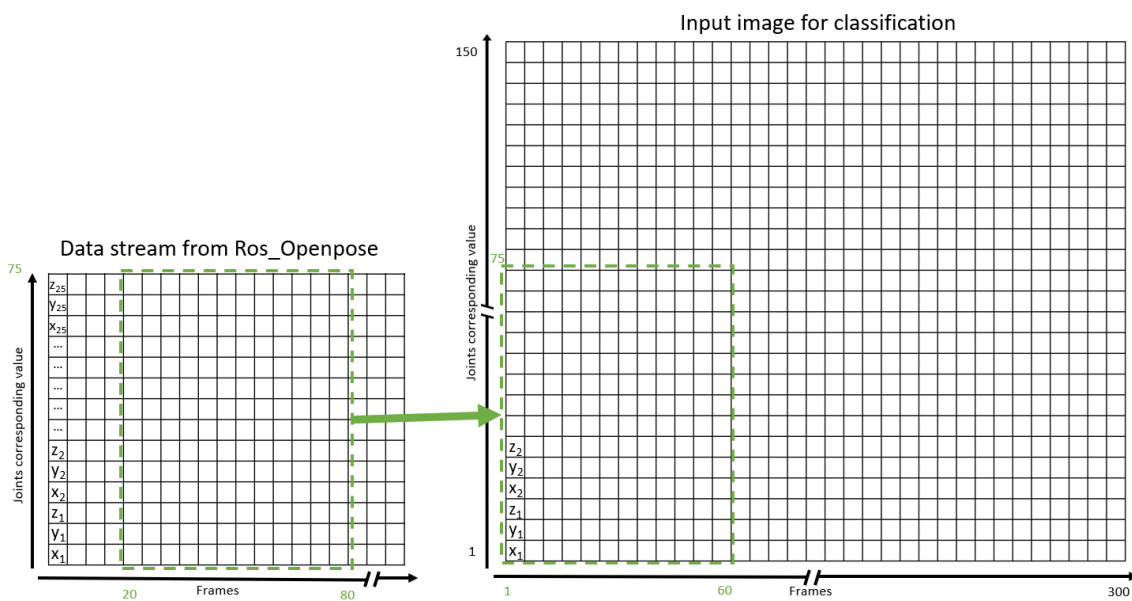 Data stream from Ros_Openpose
75
Joints corresponding value
z25
y25
x25
...
...
...
...
...
z2
y2
x2
z1
y1
x1
Frames
20
80
Input image for classification
150
Joints corresponding value
75
z2
y2
x2
z1
y1
x1
1
1
60
Frames
300